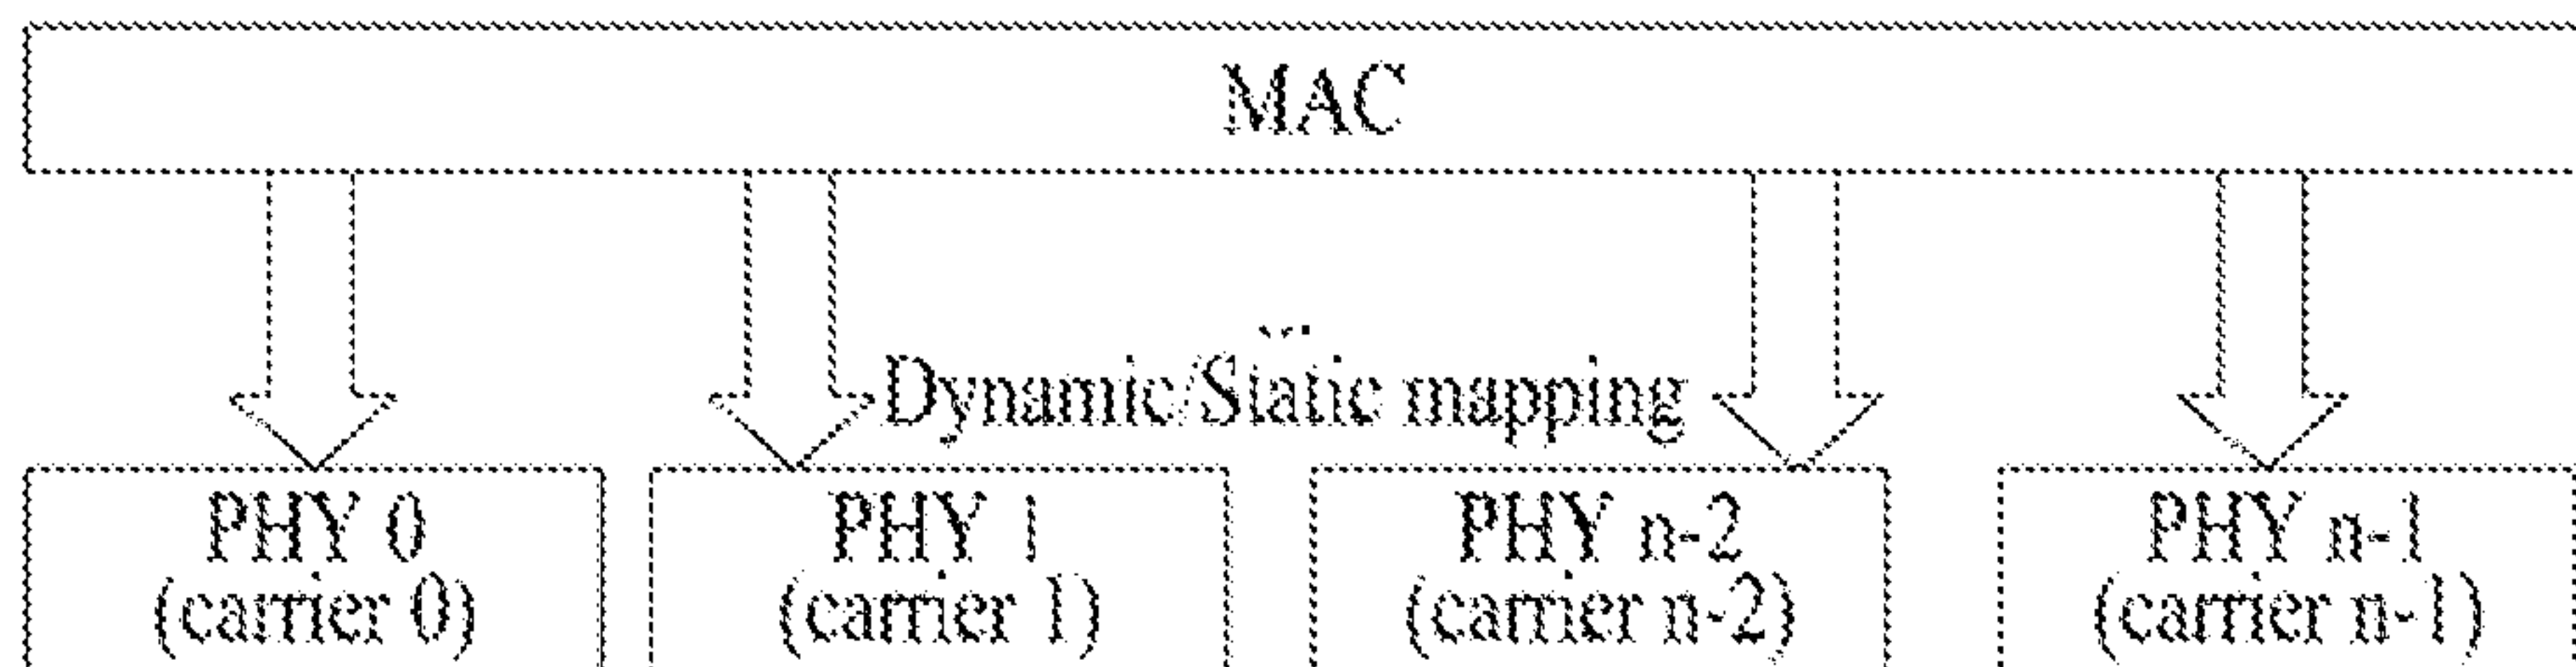 MAC
...
Dynamic/Static mapping
PHY 0
(carrier 0)
PHY 1
(carrier 1)
PHY n-2
(carrier n-2)
PHY n-1
(carrier n-1)